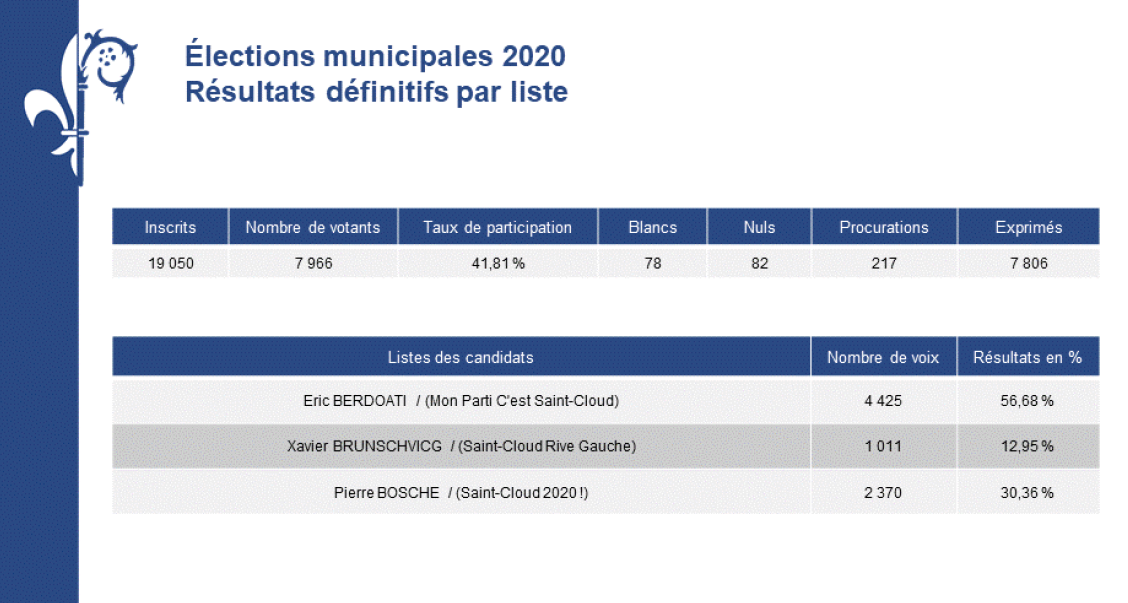 Élections municipales 2020
Résultats définitifs par liste
Inscrits Nombre de votants Taux de participation Blancs Nuls Procurations Exprimés
19 050 7 966 41,81 % 78 82 217 7 806
Listes des candidats Nombre de voix Résultats en %
Eric BERDOATI / (Mon Parti C'est Saint-Cloud) 4 425 56,68 %
Xavier BRUNSCHVICG / (Saint-Cloud Rive Gauche) 1 011 12,95 %
Pierre BOSCHE / (Saint-Cloud 2020 !) 2 370 30,36 %